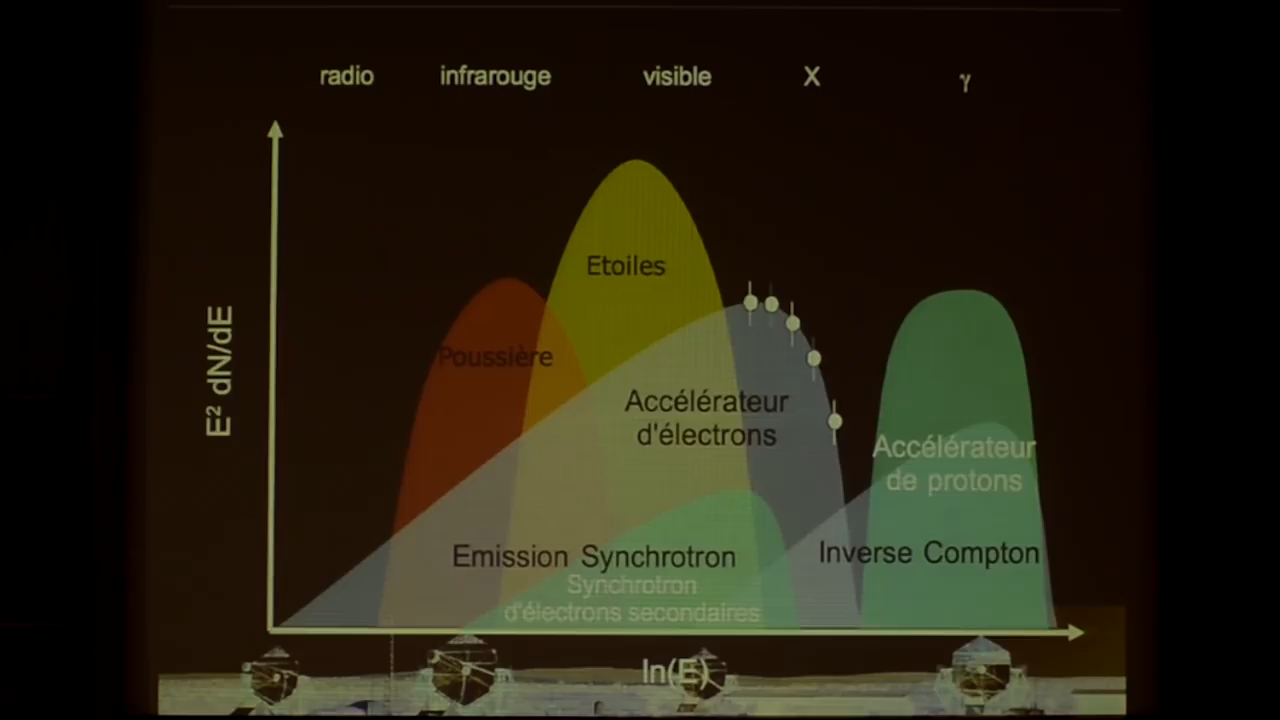 radio infrarouge visible X γ
Etoiles
E² dN/dE
Poussière
Accélérateur
d'électrons
Accélérateur
de protons
Emission Synchrotron
Inverse Compton
Synchrotron
d'électrons secondaires
ln(E)